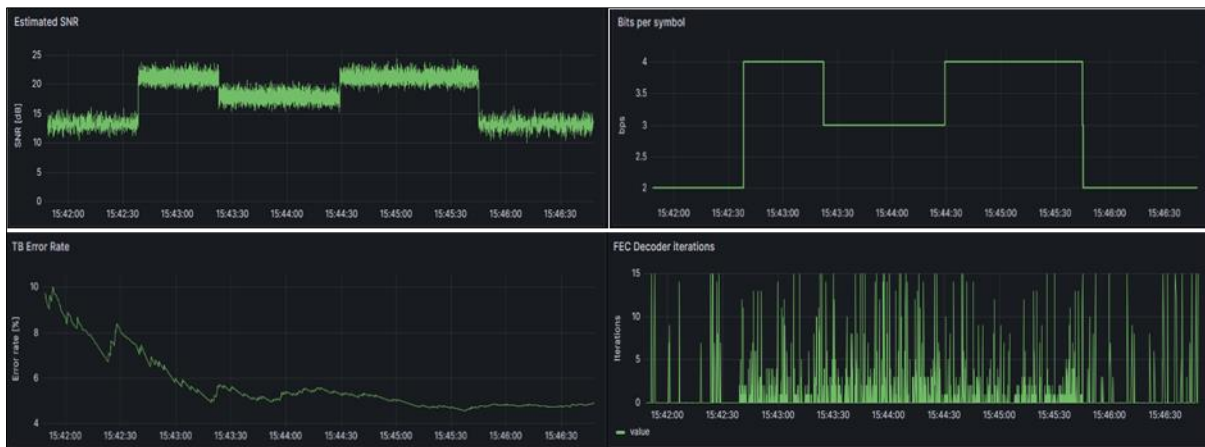 Estimated SNR
25
20
15
10
5
0
SNR [dB]
15:42:00 15:42:30 15:43:00 15:43:30 15:44:00 15:44:30 15:45:00 15:45:30 15:46:00 15:46:30
Bits per symbol
4
3.5
3
2.5
2
bps
15:42:00 15:42:30 15:43:00 15:43:30 15:44:00 15:44:30 15:45:00 15:45:30 15:46:00 15:46:30
TB Error Rate
10
8
6
4
Error rate [%]
15:42:00 15:42:30 15:43:00 15:43:30 15:44:00 15:44:30 15:45:00 15:45:30 15:46:00 15:46:30
FEC Decoder iterations
15
10
5
0
Iterations
15:42:00 15:42:30 15:43:00 15:43:30 15:44:00 15:44:30 15:45:00 15:45:30 15:46:00 15:46:30
value